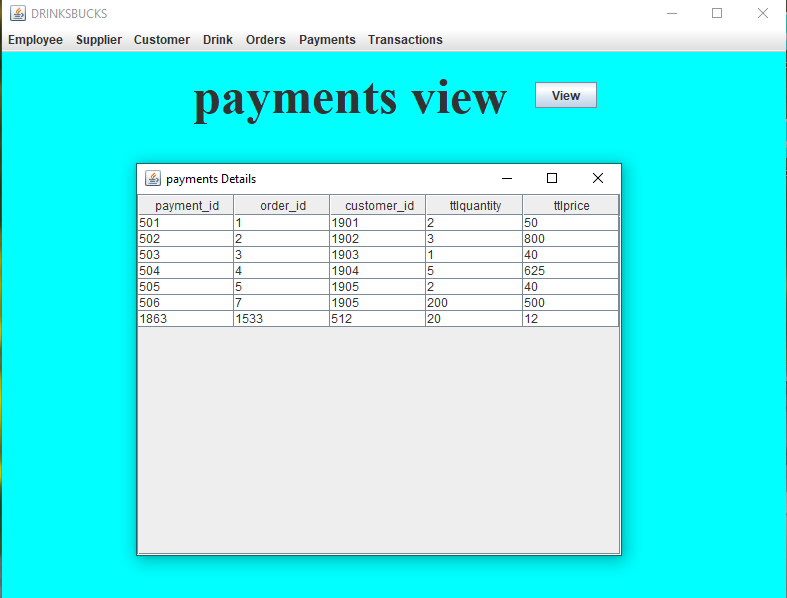 DRINKSBUCKS
Employee Supplier Customer Drink Orders Payments Transactions
payments view View
payments Details
payment_id order_id customer_id ttlquantity ttlprice
501 1 1901 2 50
502 2 1902 3 800
503 3 1903 1 40
504 4 1904 5 625
505 5 1905 2 40
506 7 1905 200 500
1863 1533 512 20 12